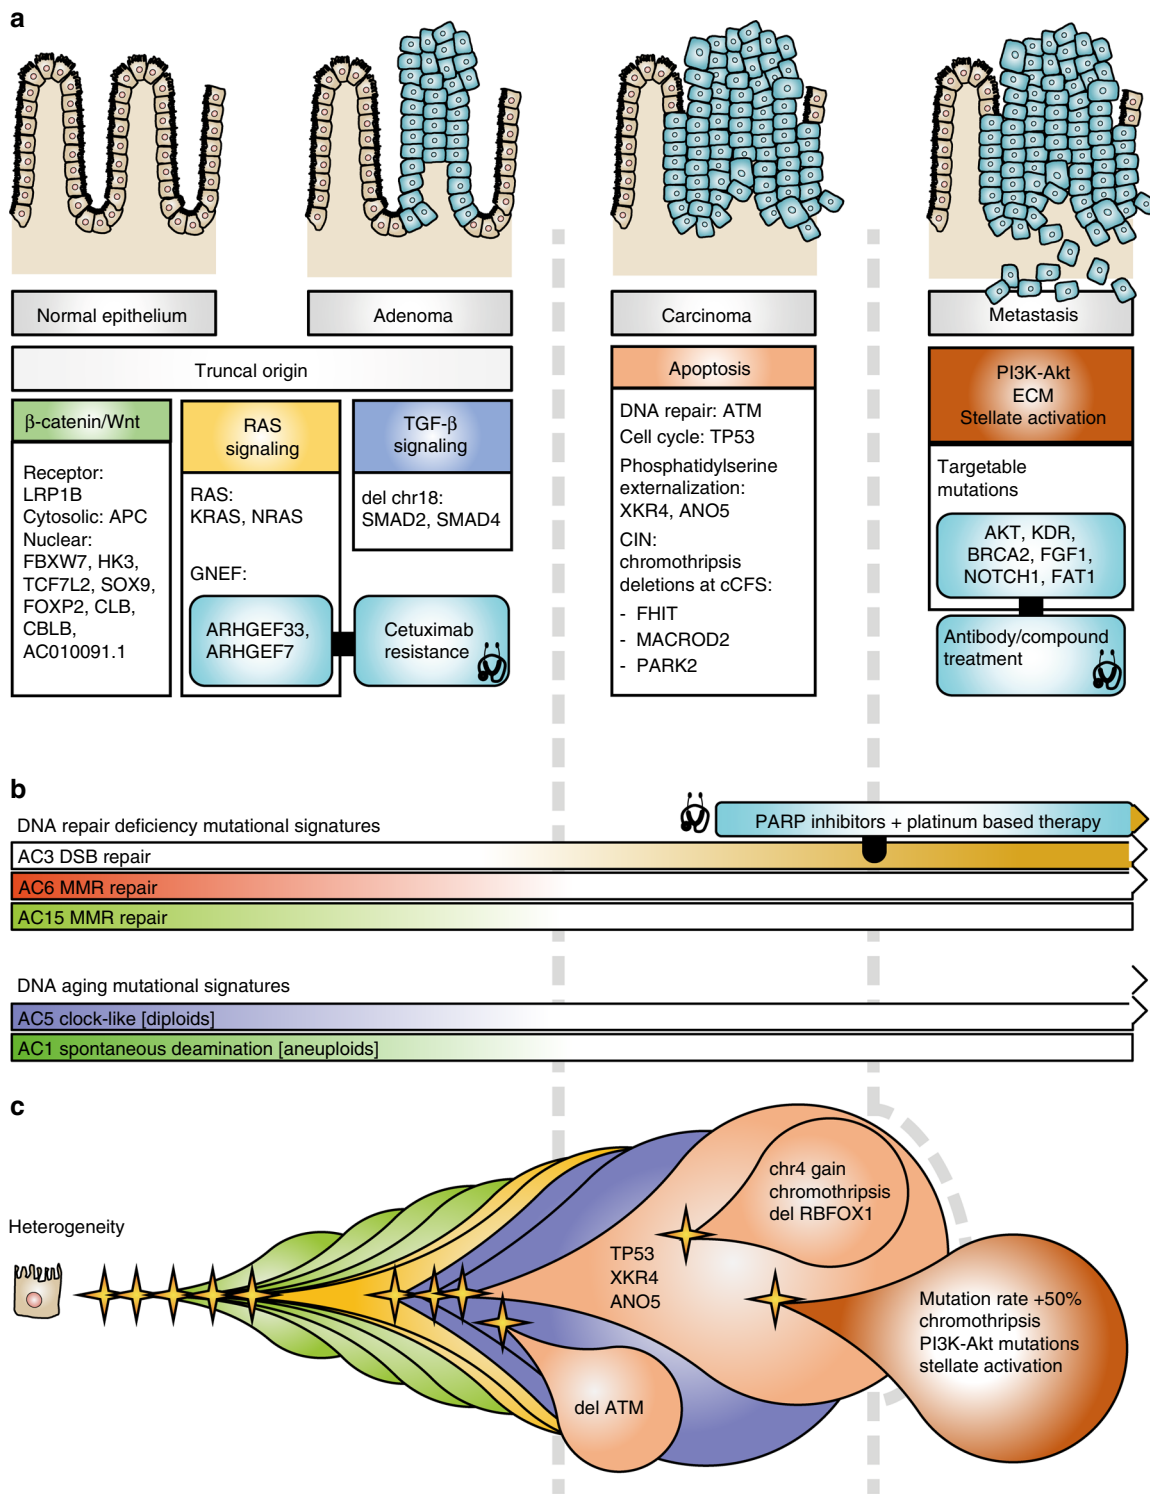 a
Normal epithelium
Adenoma
Carcinoma
Metastasis
Truncal origin
β-catenin/Wnt
Receptor:
LRP1B
Cytosolic: APC
Nuclear:
FBXW7, HK3,
TCF7L2, SOX9,
FOXP2, CLB,
CBLB,
AC010091.1
RAS
signaling
RAS:
KRAS, NRAS
GNEF:
ARHGEF33,
ARHGEF7
TGF-β
signaling
del chr18:
SMAD2, SMAD4
Cetuximab
resistance
Apoptosis
DNA repair: ATM
Cell cycle: TP53
Phosphatidylserine
externalization:
XKR4, ANO5
CIN:
chromothripsis
deletions at cCFS:
- FHIT
- MACROD2
- PARK2
PI3K-Akt
ECM
Stellate activation
Targetable
mutations
AKT, KDR,
BRCA2, FGF1,
NOTCH1, FAT1
Antibody/compound
treatment
b
DNA repair deficiency mutational signatures
PARP inhibitors + platinum based therapy
AC3 DSB repair
AC6 MMR repair
AC15 MMR repair
DNA aging mutational signatures
AC5 clock-like [diploids]
AC1 spontaneous deamination [aneuploids]
c
Heterogeneity
TP53
XKR4
ANO5
chr4 gain
chromothripsis
del RBFOX1
del ATM
Mutation rate +50%
chromothripsis
PI3K-Akt mutations
stellate activation